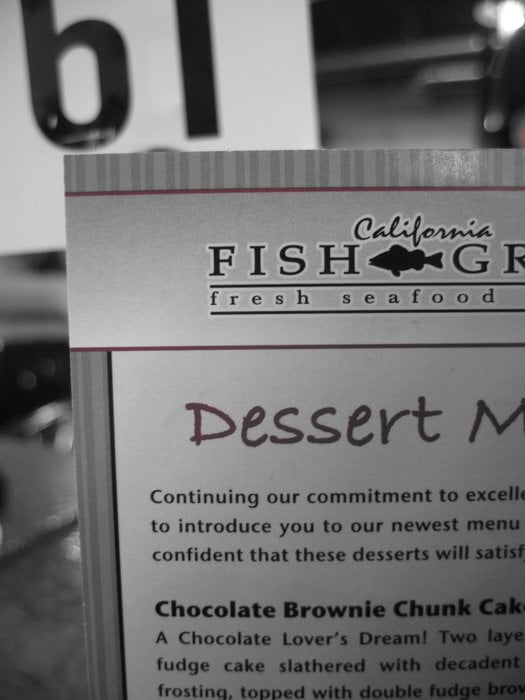 61
California
FISH GR
fresh seafood
Dessert M
Continuing our commitment to excelle
to introduce you to our newest menu
confident that these desserts will satisf
Chocolate Brownie Chunk Cak
A Chocolate Lover's Dream! Two laye
fudge cake slathered with decadent
frosting, topped with double fudge brow